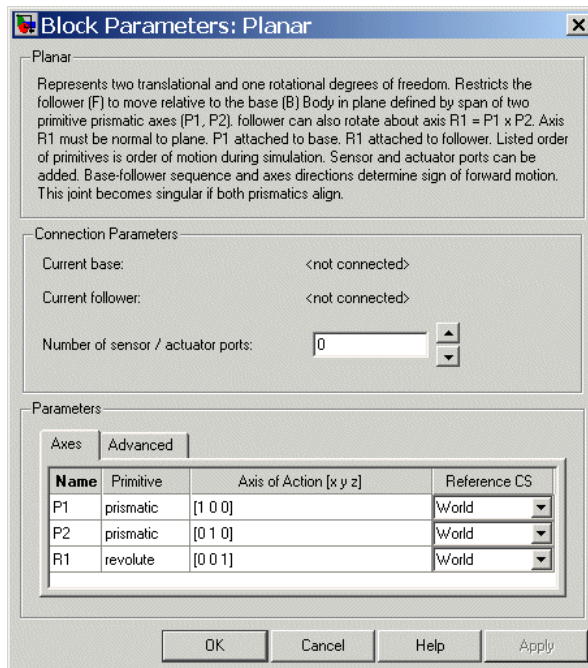 Block Parameters: Planar
Planar
Represents two translational and one rotational degrees of freedom. Restricts the
follower (F) to move relative to the base (B) Body in plane defined by span of two
primitive prismatic axes (P1, P2). follower can also rotate about axis R1 = P1 x P2. Axis
R1 must be normal to plane. P1 attached to base. R1 attached to follower. Listed order
of primitives is order of motion during simulation. Sensor and actuator ports can be
added. Base-follower sequence and axes directions determine sign of forward motion.
This joint becomes singular if both prismatics align.
Connection Parameters
Current base: <not connected>
Current follower: <not connected>
Number of sensor / actuator ports: 0
Parameters
Axes Advanced
Name Primitive Axis of Action [x y z] Reference CS
P1 prismatic [1 0 0] World
P2 prismatic [0 1 0] World
R1 revolute [0 0 1] World
OK Cancel Help Apply